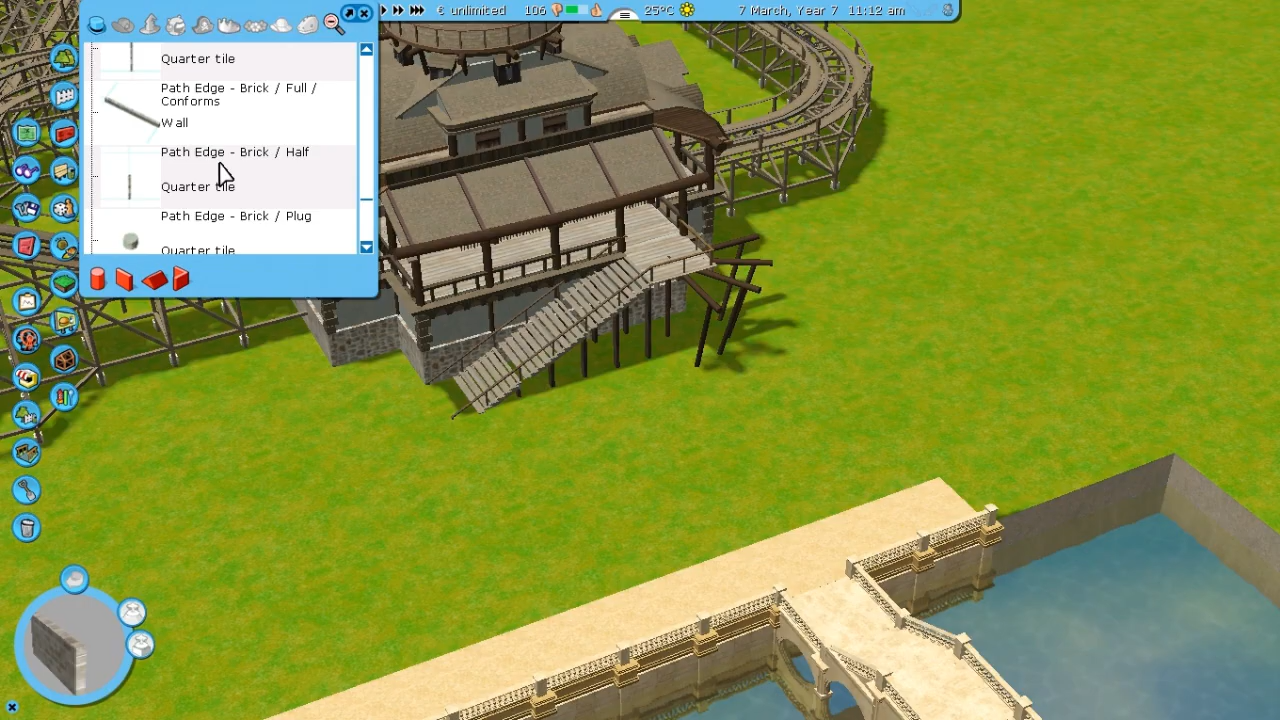 € unlimited 106 25°C 7 March, Year 7 11:12 am
Quarter tile
Path Edge - Brick / Full /
Conforms
Wall
Path Edge - Brick / Half
Quarter tile
Path Edge - Brick / Plug
Quarter tile